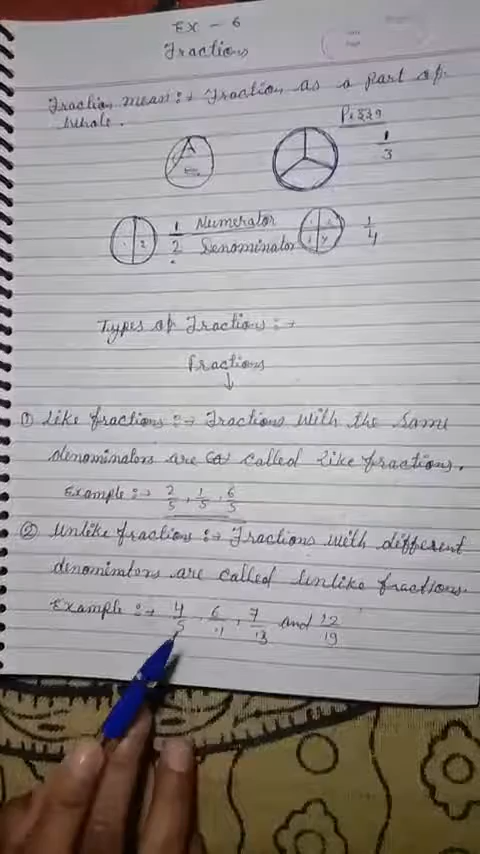 Ex - 6
Fractions
Fraction mean :→ Fraction as a part of
whole.
Pizza
1/3
1 2
1/2 Numerator
Denominator
1/4
Types of Fractions :→
Fractions
↓
① Like fractions :→ Fractions with the same
denominators are called Like fractions.
Example :→ 2/5, 1/5, 6/5
② Unlike fractions :→ Fractions with different
denominators are called Unlike fractions.
Example :→ 4/5, 6/11, 7/13 and 12/19